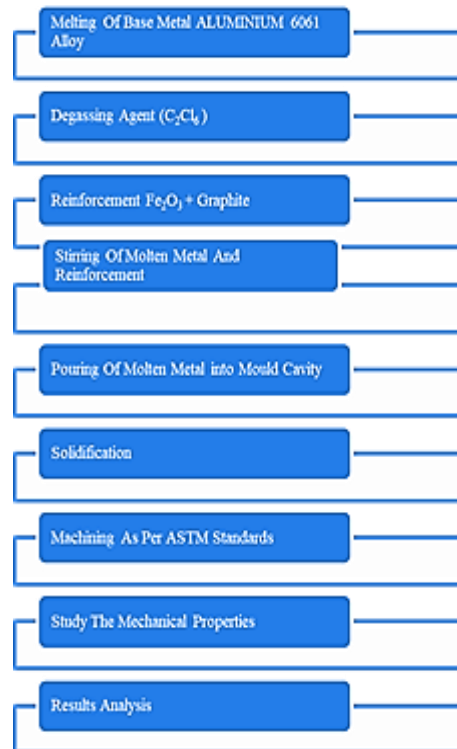 Melting Of Base Metal ALUMINIUM 6061
Alloy
Degassing Agent (C₂Cl₆)
Reinforcement Fe₂O₃ + Graphite
Stirring Of Molten Metal And
Reinforcement
Pouring Of Molten Metal into Mould Cavity
Solidification
Machining As Per ASTM Standards
Study The Mechanical Properties
Results Analysis